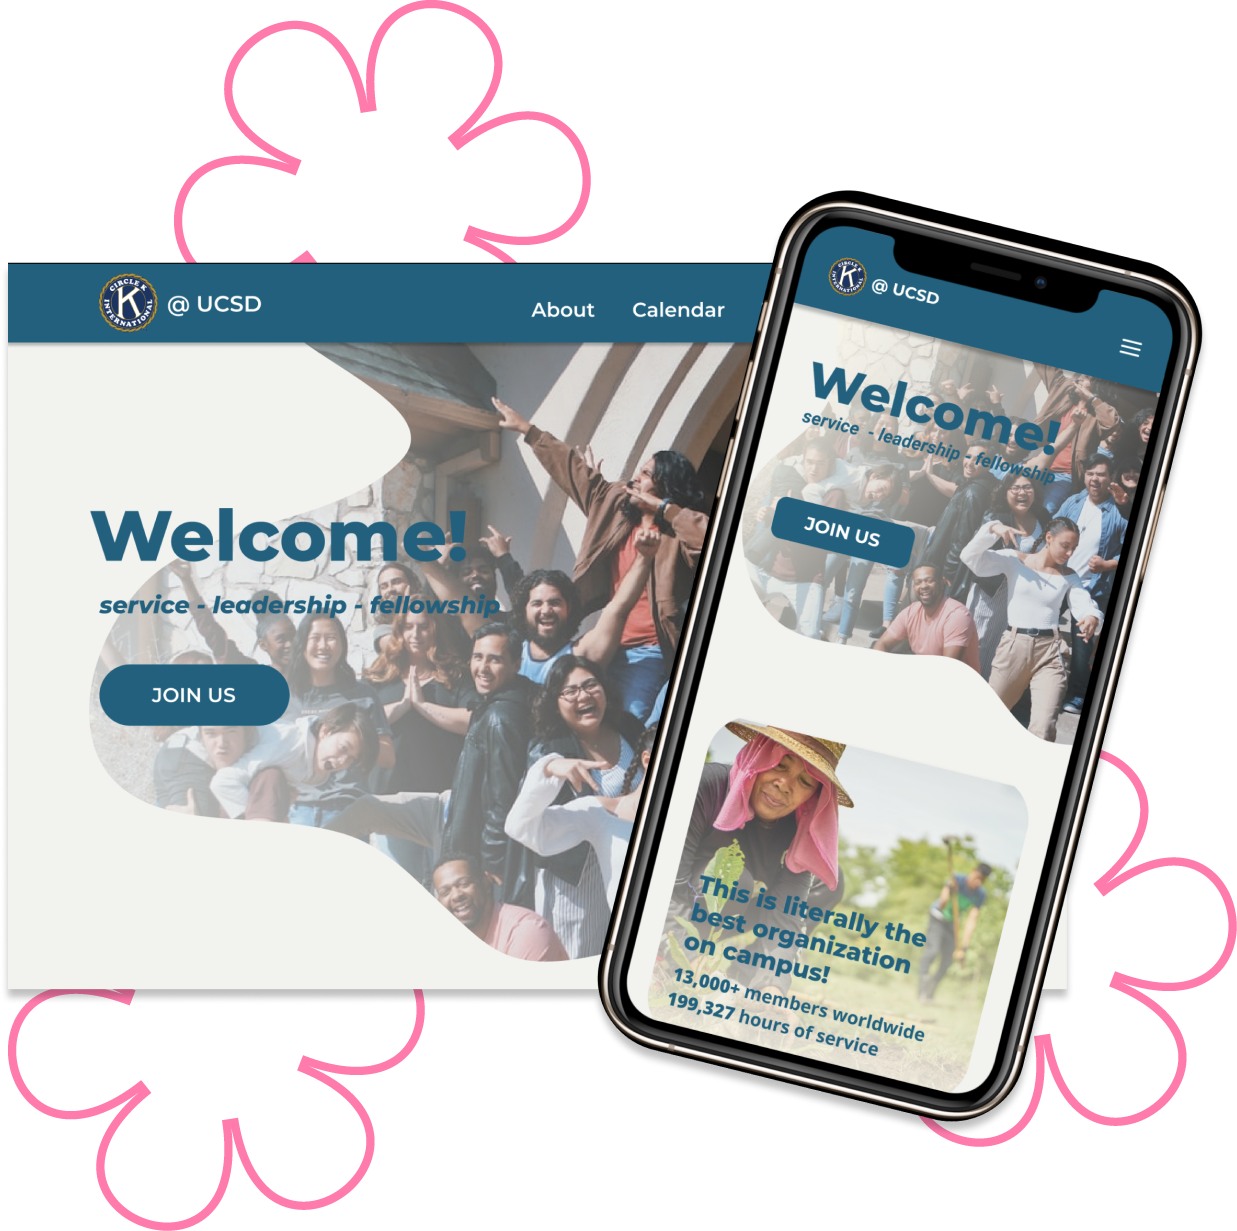 CIRCLE K
K
INTERNATIONAL
@ UCSD
About
Calendar
Welcome!
service - leadership - fellowship
JOIN US
CIRCLE K
K
INTERNATIONAL
@ UCSD
Welcome!
service - leadership - fellowship
JOIN US
This is literally the
best organization
on campus!
13,000+ members worldwide
199,327 hours of service